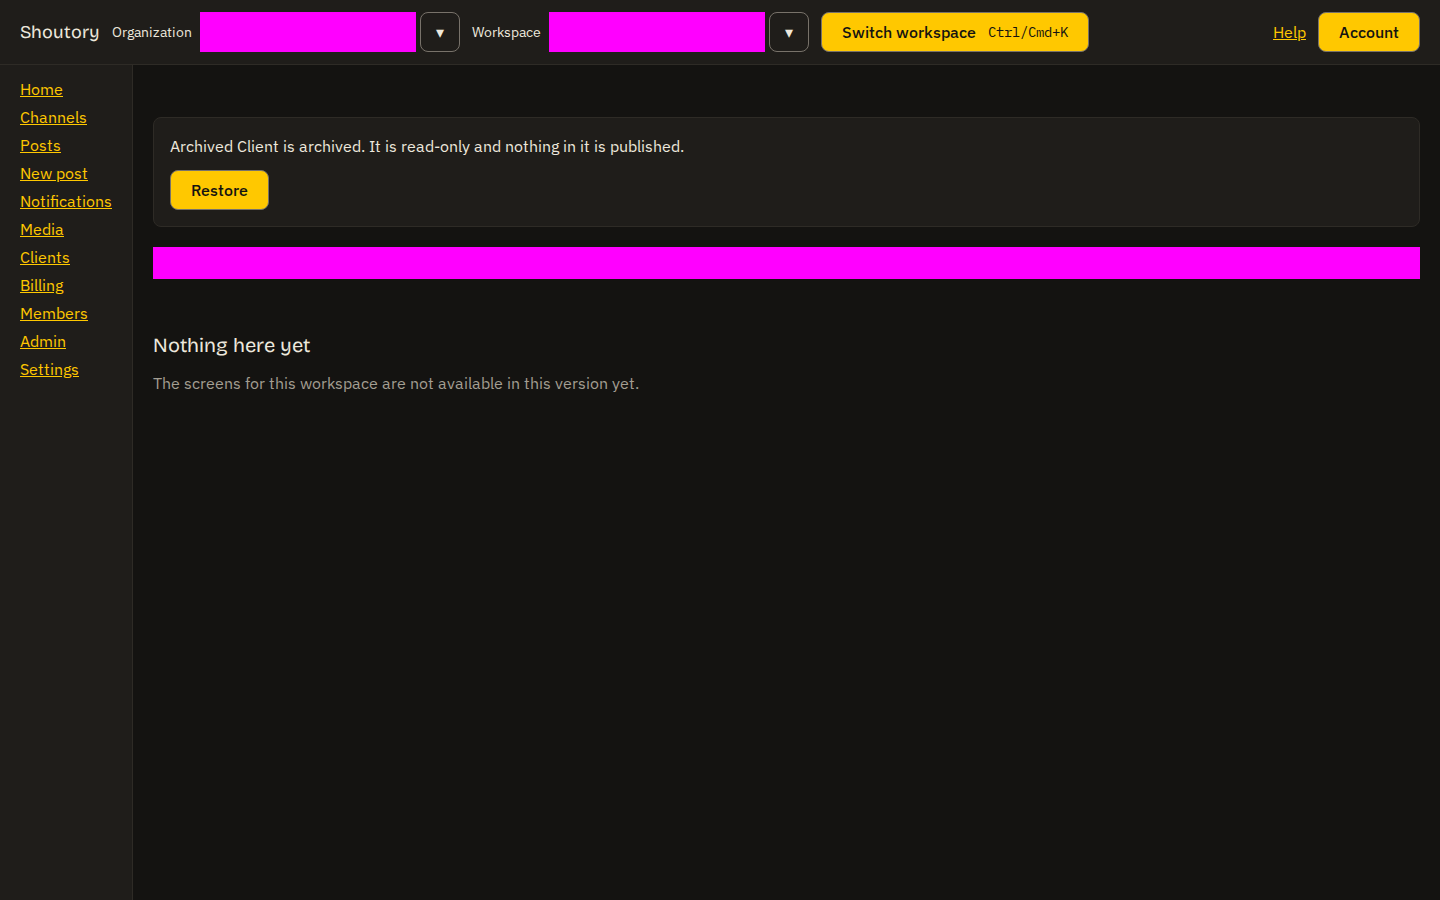 Shoutory Organization ▼ Workspace ▼ Switch workspace Ctrl/Cmd+K Help Account
Home
Channels
Posts
New post
Notifications
Media
Clients
Billing
Members
Admin
Settings
Archived Client is archived. It is read-only and nothing in it is published.
Restore
Nothing here yet
The screens for this workspace are not available in this version yet.